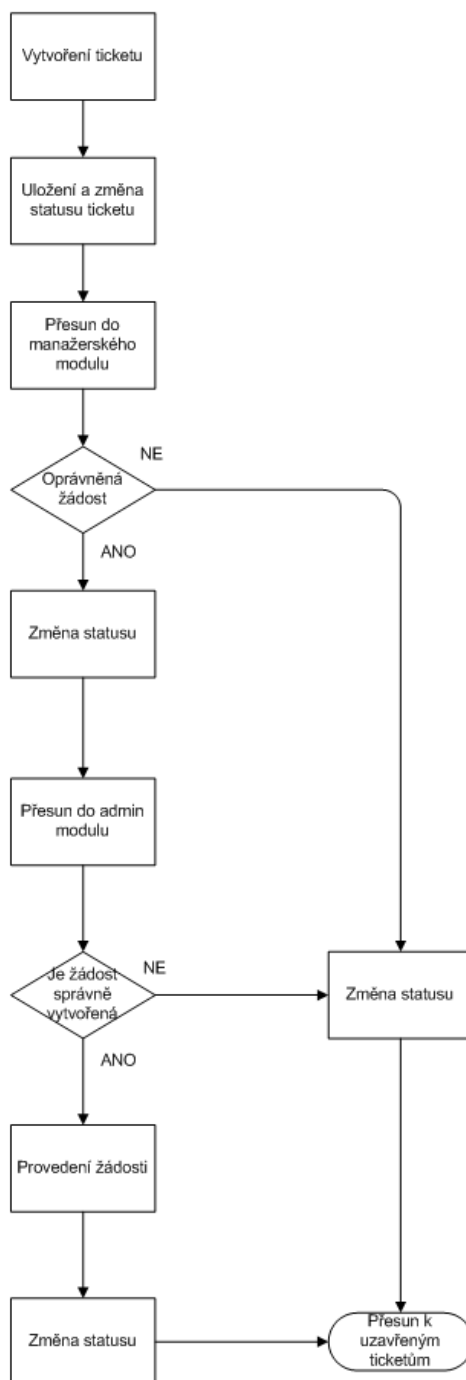 Vytvoření ticketu
Uložení a změna
statusu ticketu
Přesun do
manažerského
modulu
NE
Oprávněná
žádost
ANO
Změna statusu
Přesun do admin
modulu
Je žádost
správně
vytvořená
NE
Změna statusu
ANO
Provedení žádosti
Změna statusu
Přesun k
uzavřeným
ticketům